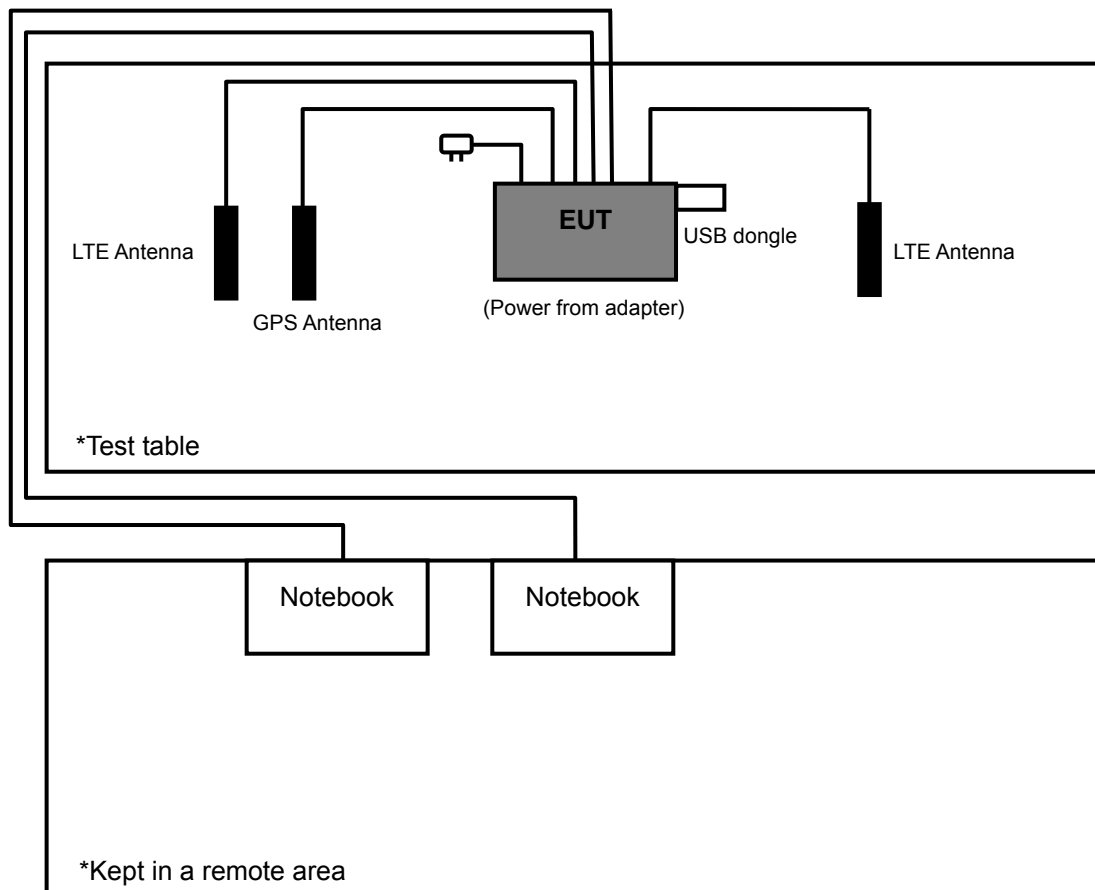 EUT
USB dongle
LTE Antenna
LTE Antenna
GPS Antenna
(Power from adapter)
*Test table
Notebook
Notebook
*Kept in a remote area